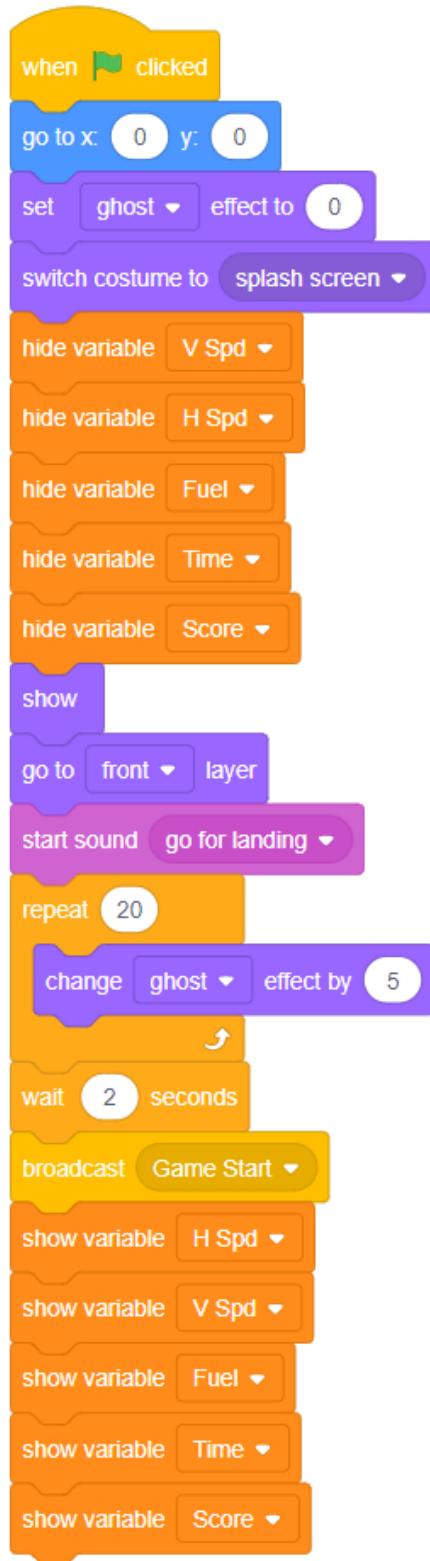 when clicked
go to x: 0 y: 0
set ghost effect to 0
switch costume to splash screen
hide variable V Spd
hide variable H Spd
hide variable Fuel
hide variable Time
hide variable Score
show
go to front layer
start sound go for landing
repeat 20
change ghost effect by 5
wait 2 seconds
broadcast Game Start
show variable H Spd
show variable V Spd
show variable Fuel
show variable Time
show variable Score